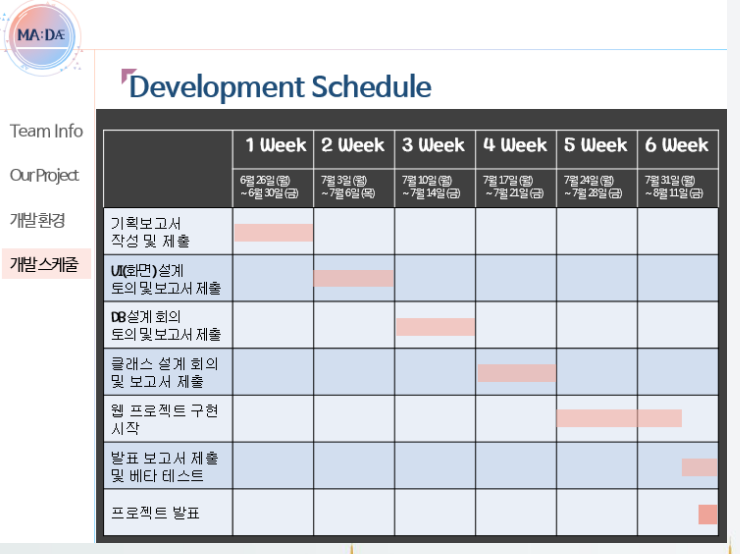 MA:DÆ
Development Schedule
Team Info
Our Project
개발 환경
개발 스케줄
1 Week 2 Week 3 Week 4 Week 5 Week 6 Week
6월 26일 (월) 7월 3일 (월) 7월 10일 (월) 7월 17일 (월) 7월 24일 (월) 7월 31일 (월)
~ 6월 30일 (금) ~ 7월 6일 (목) ~ 7월 14일 (금) ~ 7월 21일 (금) ~ 7월 28일 (금) ~ 8월 11일 (금)
기획보고서
작성 및 제출
UI(화면) 설계
토의 및 보고서 제출
DB 설계 회의
토의 및 보고서 제출
클래스 설계 회의
및 보고서 제출
웹 프로젝트 구현
시작
발표 보고서 제출
및 베타 테스트
프로젝트 발표